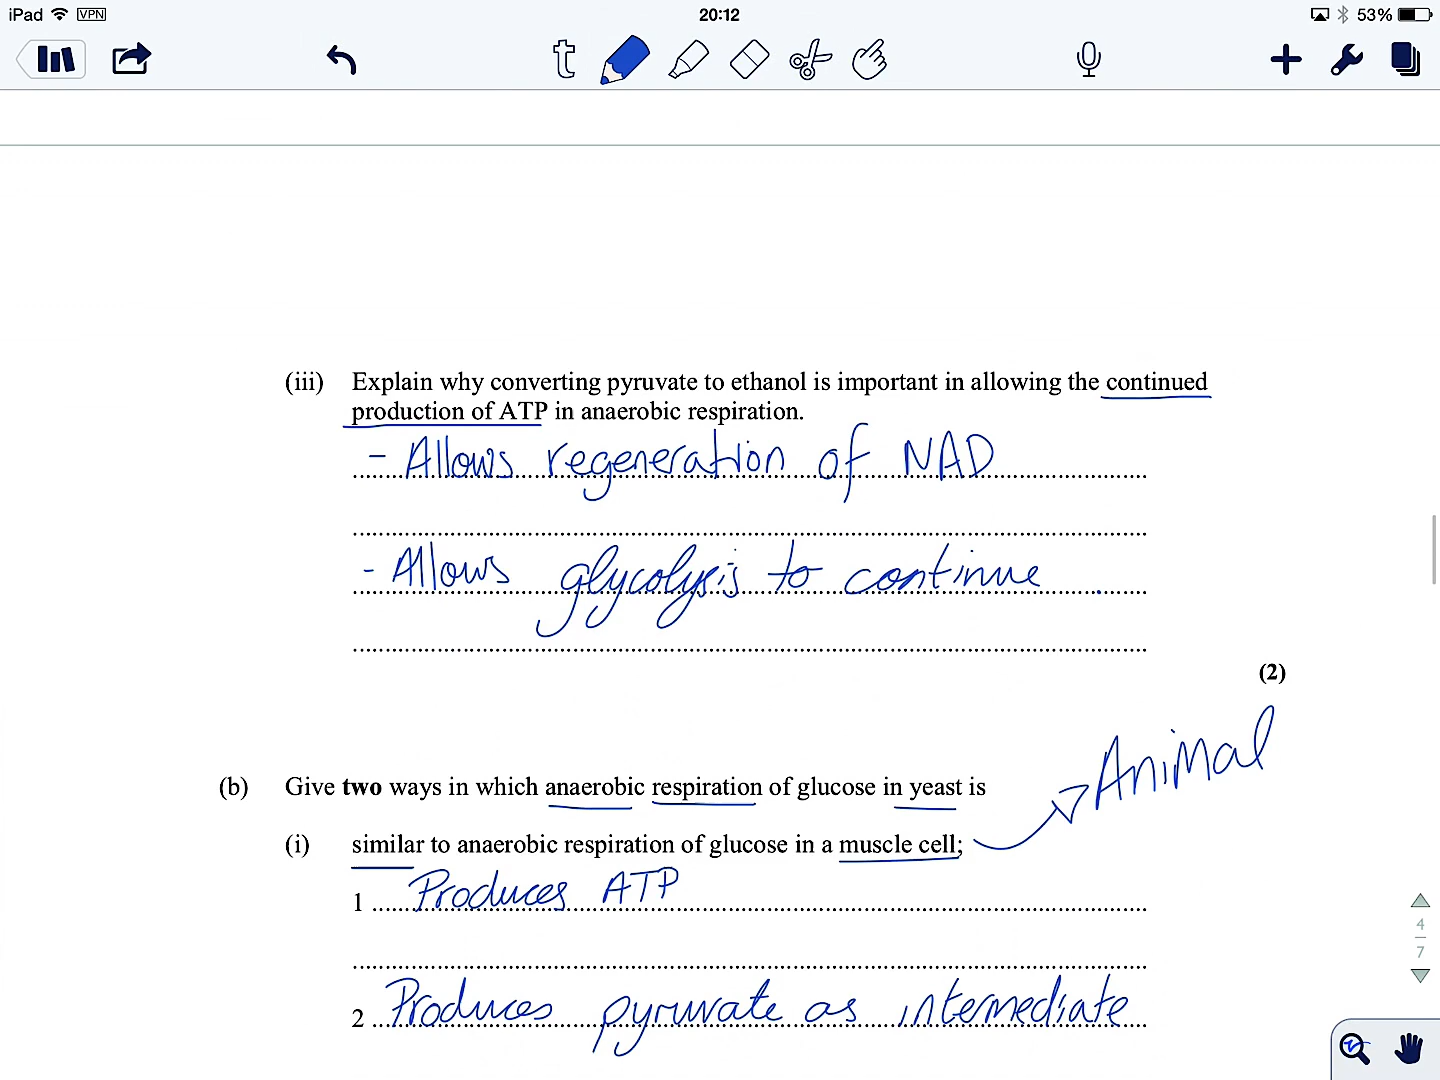 iPad VPN 20:12 53%
t
(iii) Explain why converting pyruvate to ethanol is important in allowing the continued
production of ATP in anaerobic respiration.
- Allows regeneration of NAD
- Allows glycolysis to continue
(2)
Animal
(b) Give two ways in which anaerobic respiration of glucose in yeast is
(i) similar to anaerobic respiration of glucose in a muscle cell;
1 Produces ATP
2 Produces pyruvate as intermediate
4
7